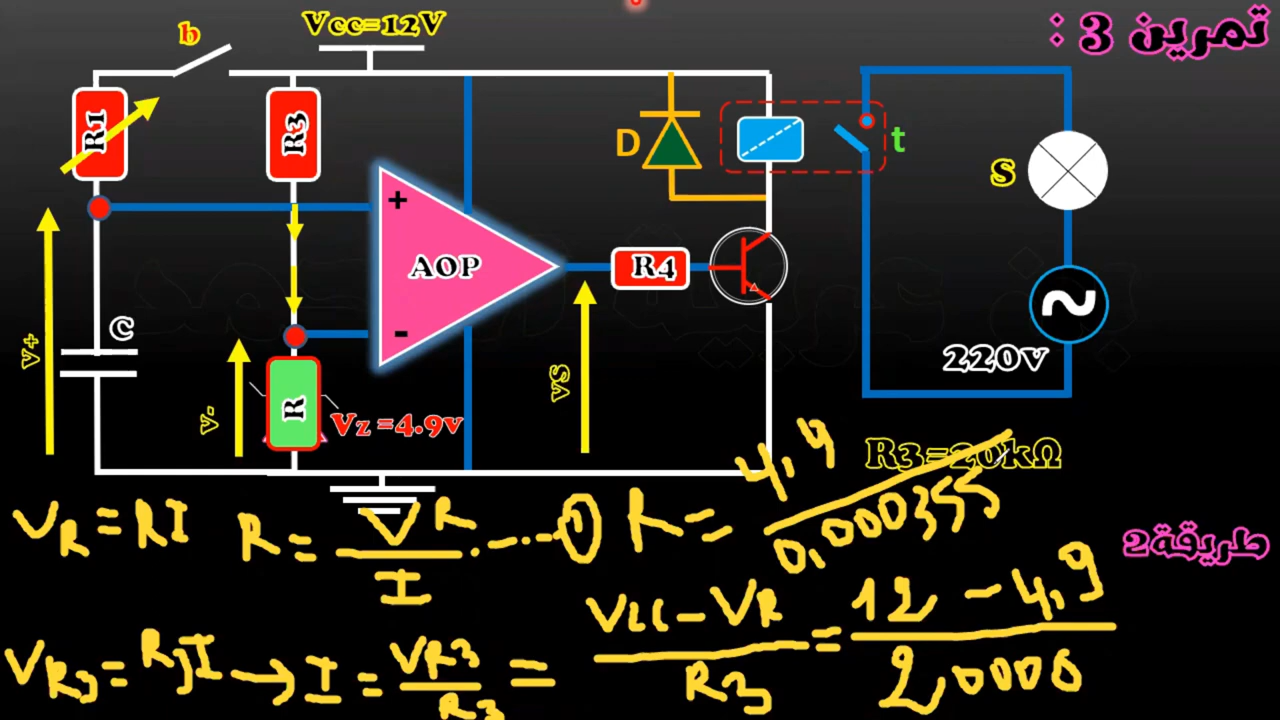 تمرين 3 :
Vcc=12V
b
R1
R3
D
t
S
+
AOP
R4
-
C
V+
V-
VS
R
Vz =4.9v
220v
R3=20kΩ
طريقة2
VR = RI R = VR / I ....① R = 4,9 / 0,000355
VR3 = R3I → I = VR3 / R3 = Vcc - VR / R3 = 12 - 4,9 / 20000